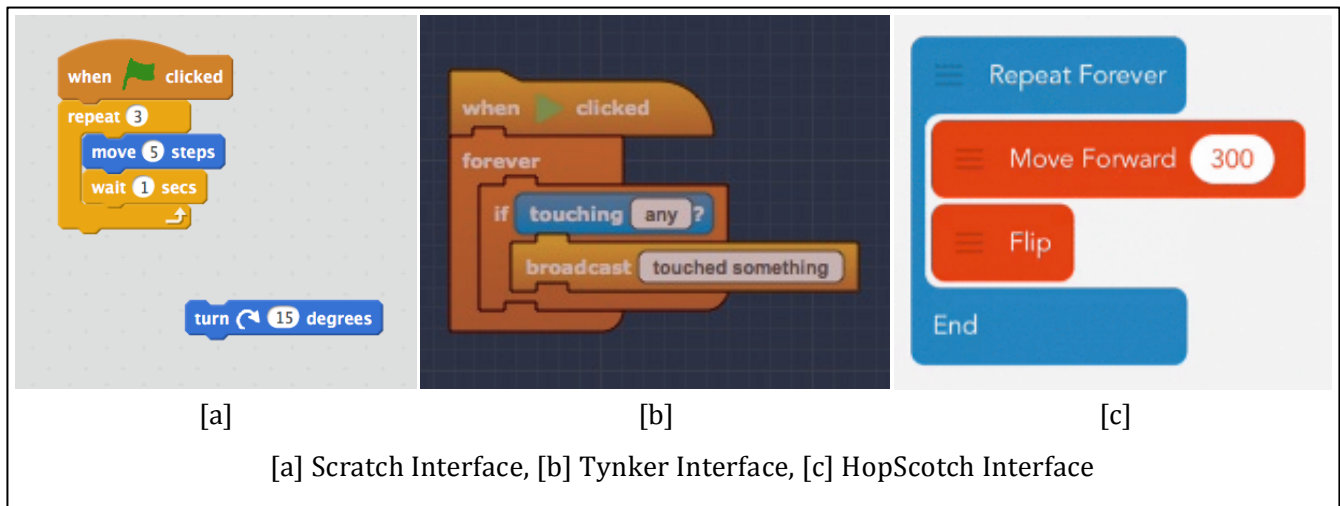 when clicked
repeat 3
move 5 steps
wait 1 secs
turn 15 degrees
when clicked
forever
if touching any ?
broadcast touched something
Repeat Forever
Move Forward 300
Flip
End
[a] [b] [c]
[a] Scratch Interface, [b] Tynker Interface, [c] HopScotch Interface